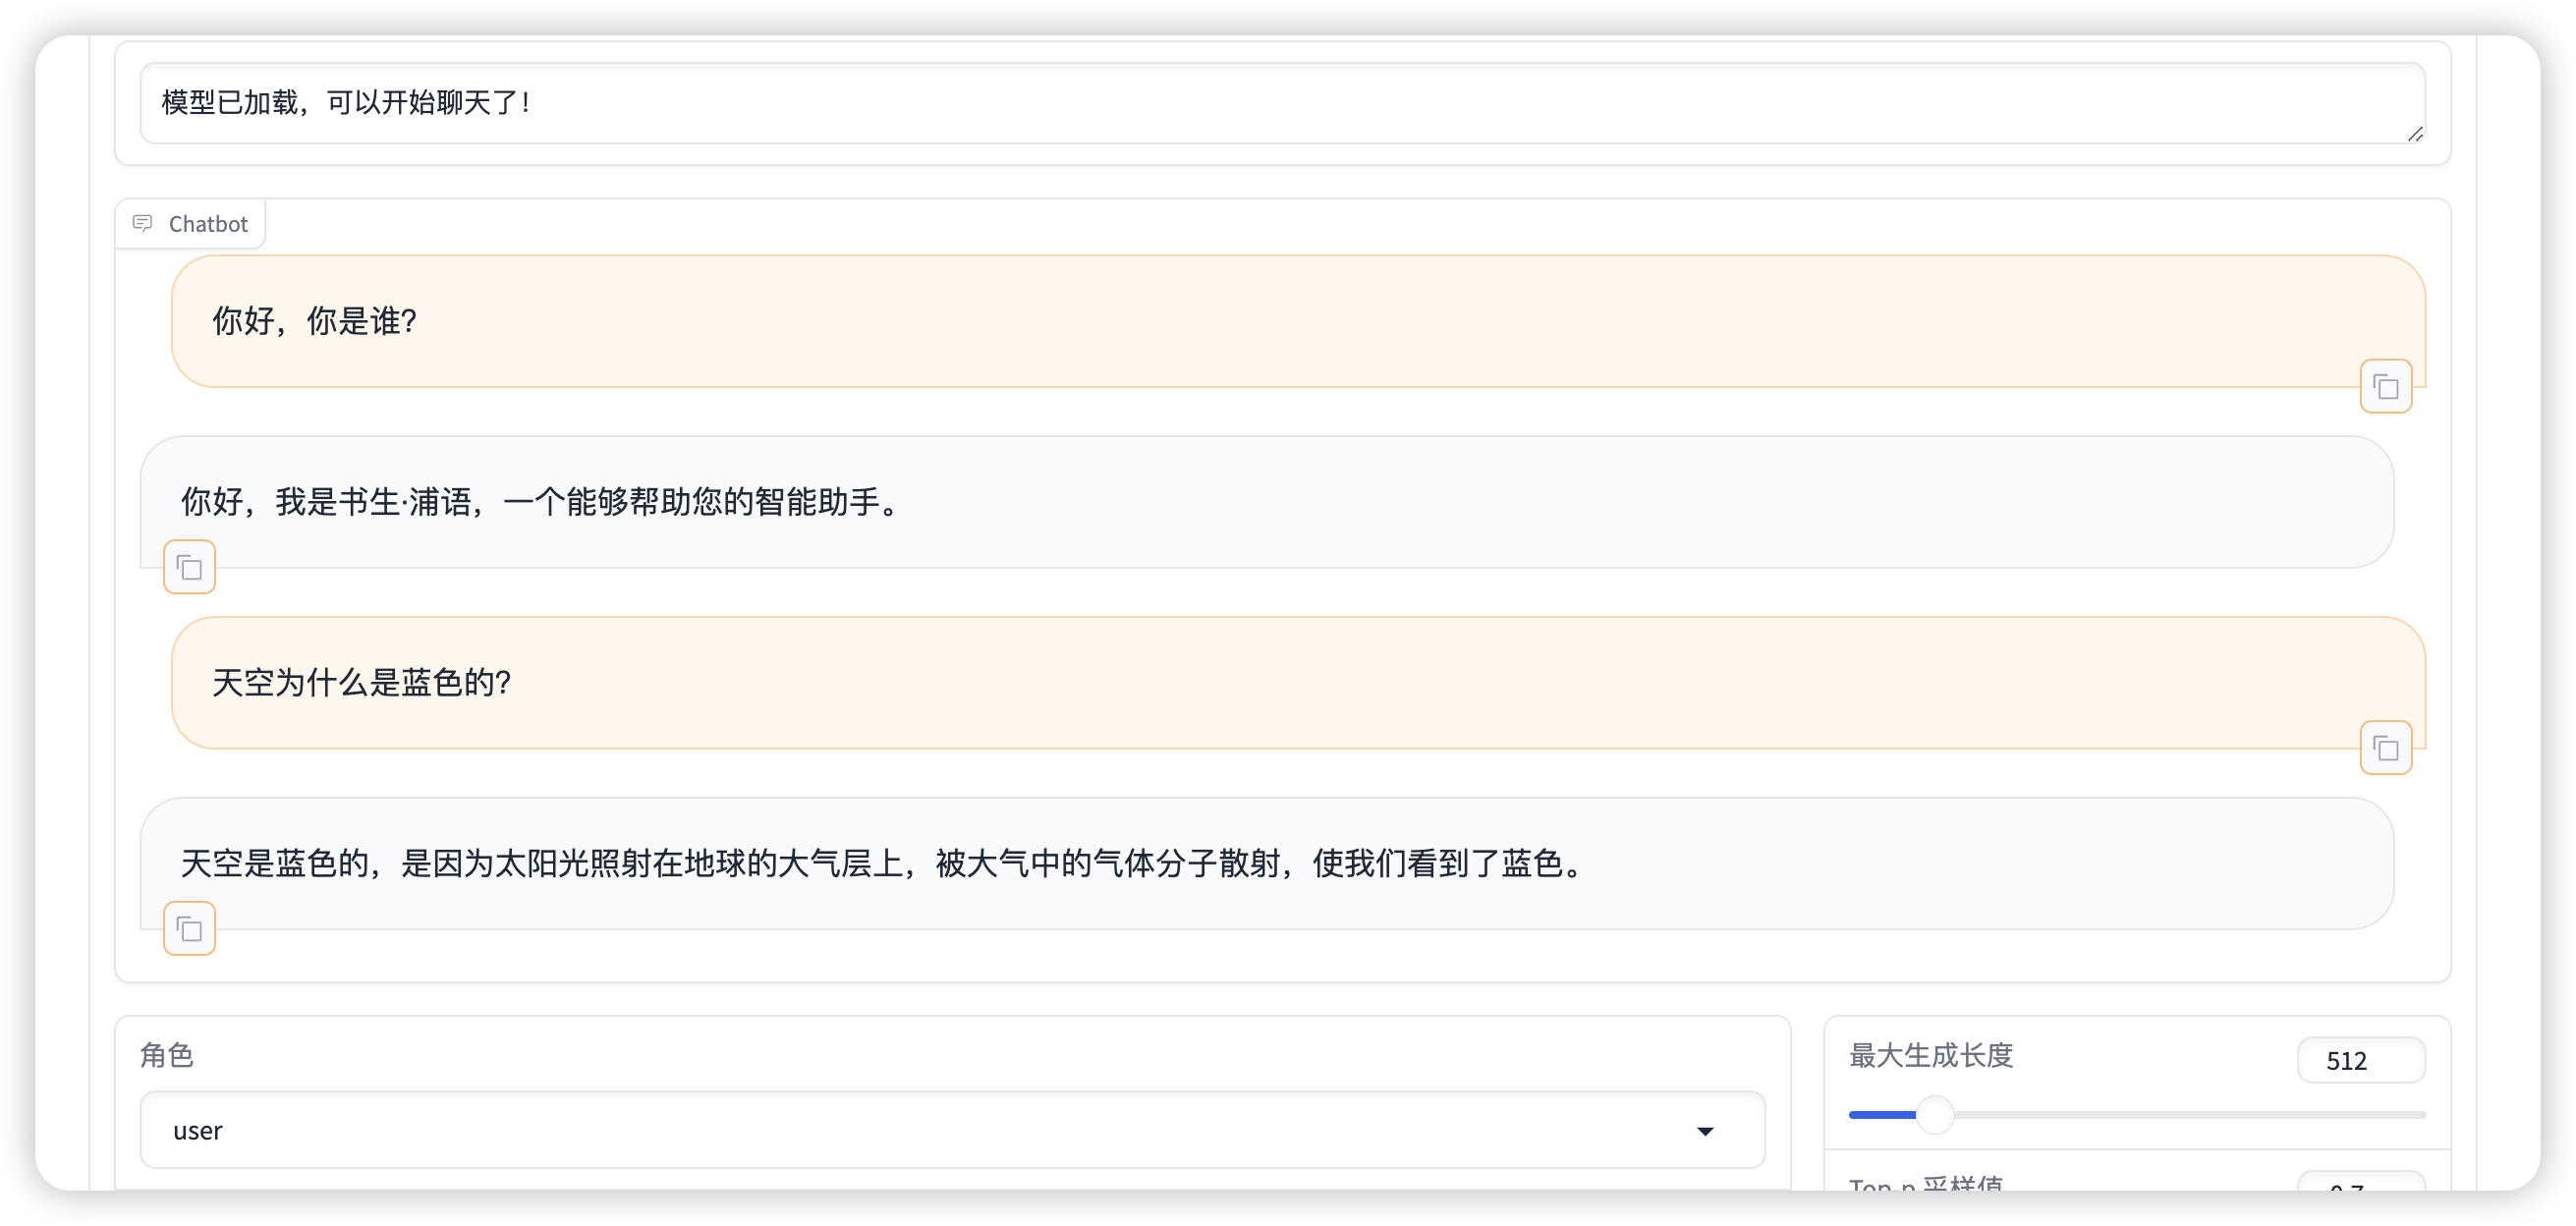 模型已加载，可以开始聊天了！
Chatbot
你好，你是谁?
你好，我是书生·浦语，一个能够帮助您的智能助手。
天空为什么是蓝色的?
天空是蓝色的，是因为太阳光照射在地球的大气层上，被大气中的气体分子散射，使我们看到了蓝色。
角色
user
最大生成长度
512
Top-p 采样值
0.7